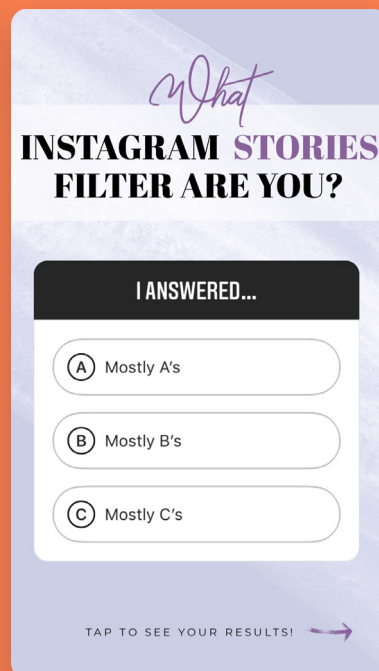 What
INSTAGRAM STORIES
FILTER ARE YOU?
I ANSWERED...
A Mostly A's
B Mostly B's
C Mostly C's
TAP TO SEE YOUR RESULTS!